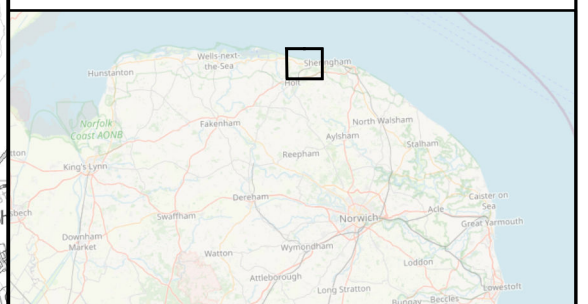 Wells-next
the-Sea
Sheringham
Hunstanton
Holt
Norfolk
Coast AONB
Fakenham
North Walsham
Aylsham
Stalham
Reepham
King's Lynn
Dereham
Caister on
Sea
Swaffham
Norwich
Acle
Great Yarmouth
Downham
Market
Watton
Wymondham
Loddon
Attleborough
Long Stratton
Lowestoft
Bungay
Beccles